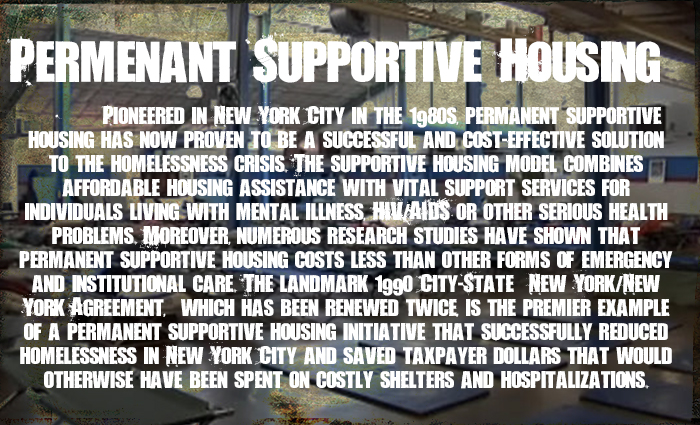 Permenant Supportive Housing
Pioneered in New York City in the 1980s, permanent supportive
housing has now proven to be a successful and cost-effective solution
to the homelessness crisis. The supportive housing model combines
affordable housing assistance with vital support services for
individuals living with mental illness, HIV/AIDS or other serious health
problems. Moreover, numerous research studies have shown that
permanent supportive housing costs less than other forms of emergency
and institutional care. The landmark 1990 City-State  New York/New
York Agreement,  which has been renewed twice, is the premier example
of a permanent supportive housing initiative that successfully reduced
homelessness in New York City and saved taxpayer dollars that would
otherwise have been spent on costly shelters and hospitalizations.